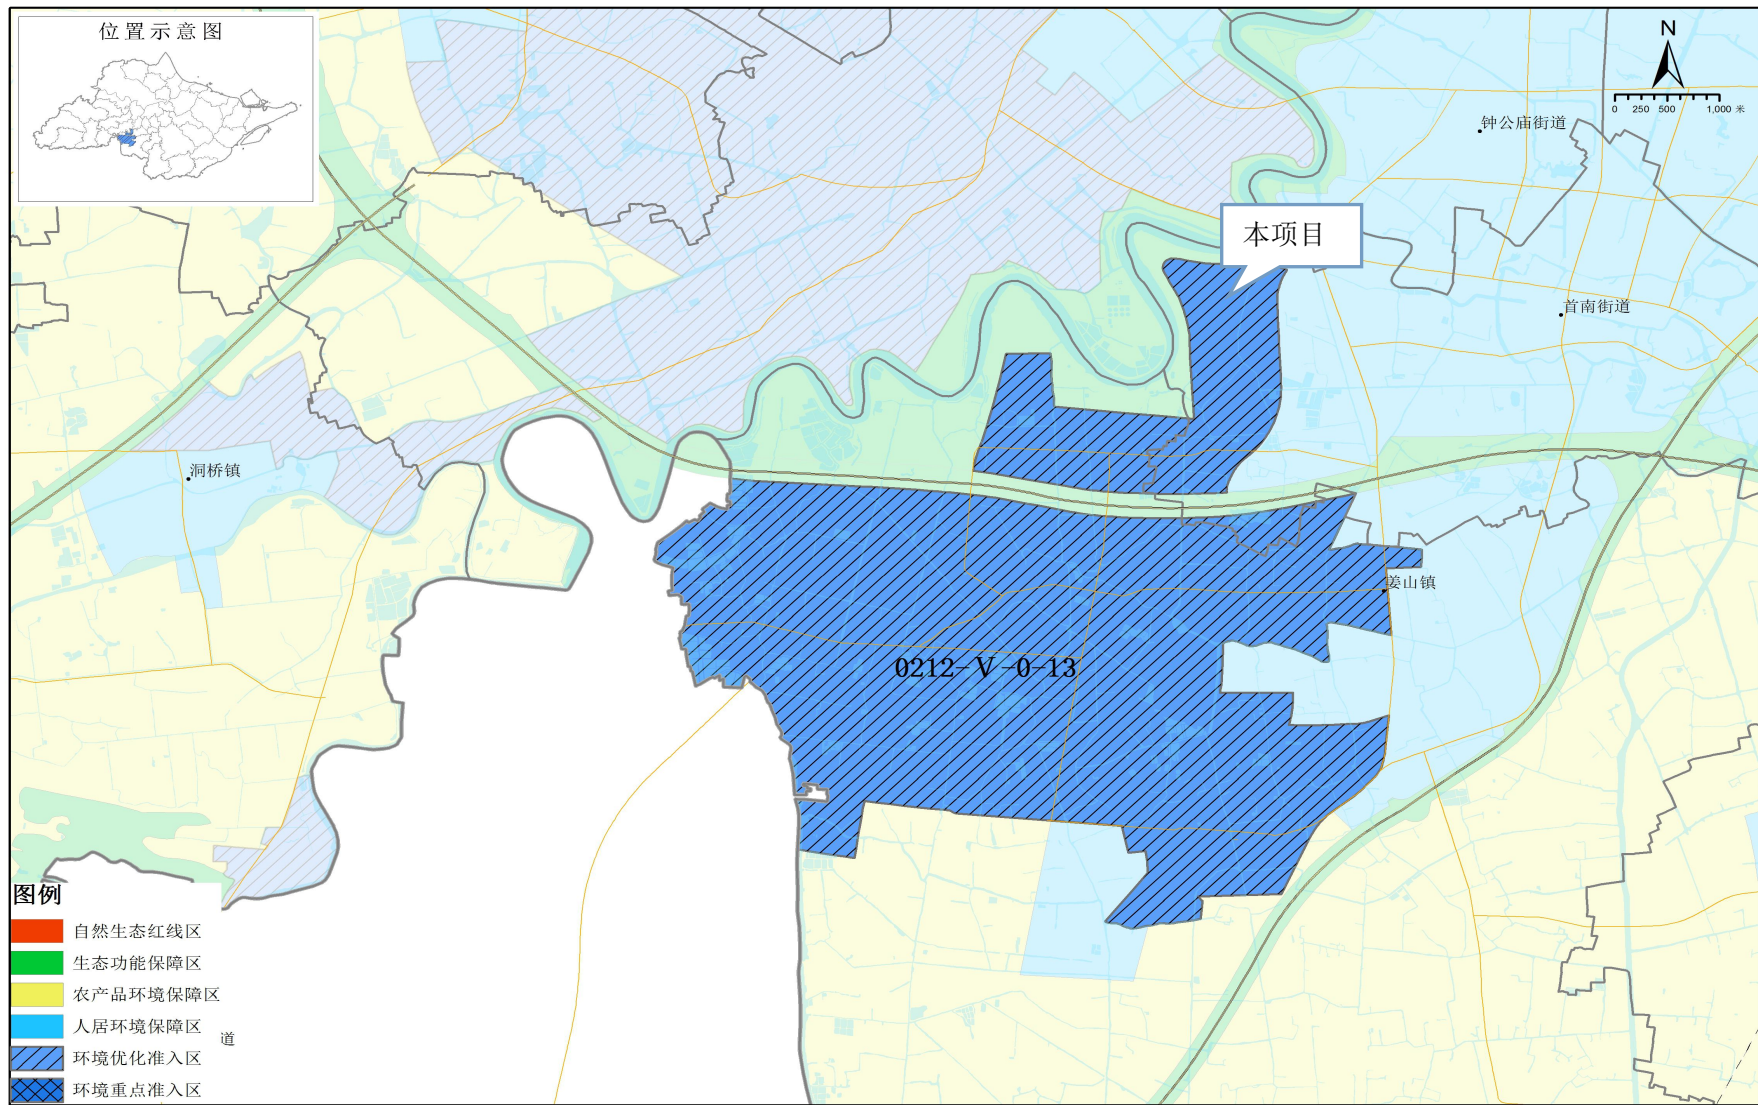 位置示意图
N
0 250 500 1,000 米
钟公庙街道
本项目
首南街道
洞桥镇
姜山镇
0212-Ⅴ-0-13
图例
自然生态红线区
生态功能保障区
农产品环境保障区
人居环境保障区
道
环境优化准入区
环境重点准入区